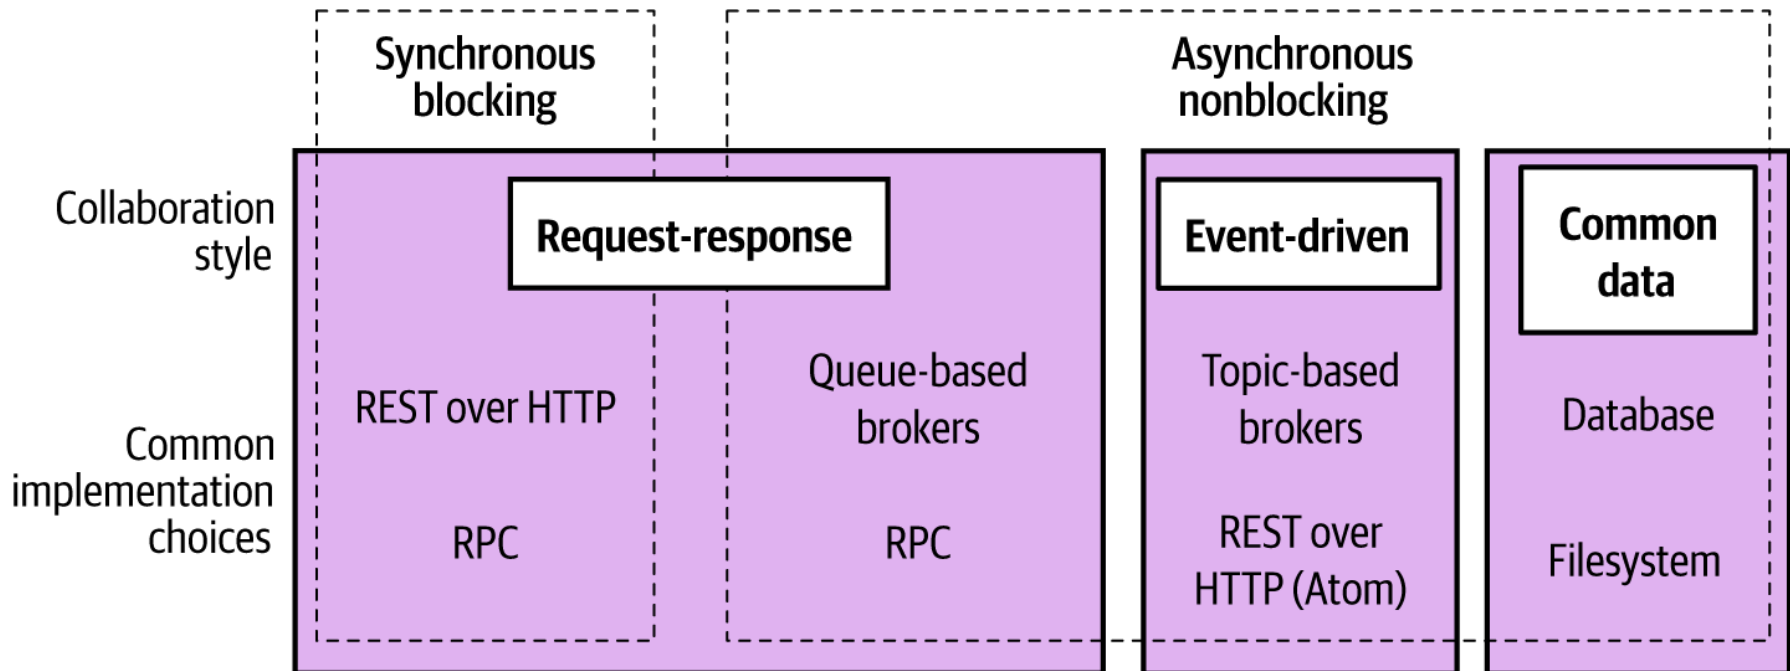 Synchronous
blocking
Asynchronous
nonblocking
Collaboration
style
Request-response
Event-driven
Common
data
Common
implementation
choices
REST over HTTP
RPC
Queue-based
brokers
RPC
Topic-based
brokers
REST over
HTTP (Atom)
Database
Filesystem